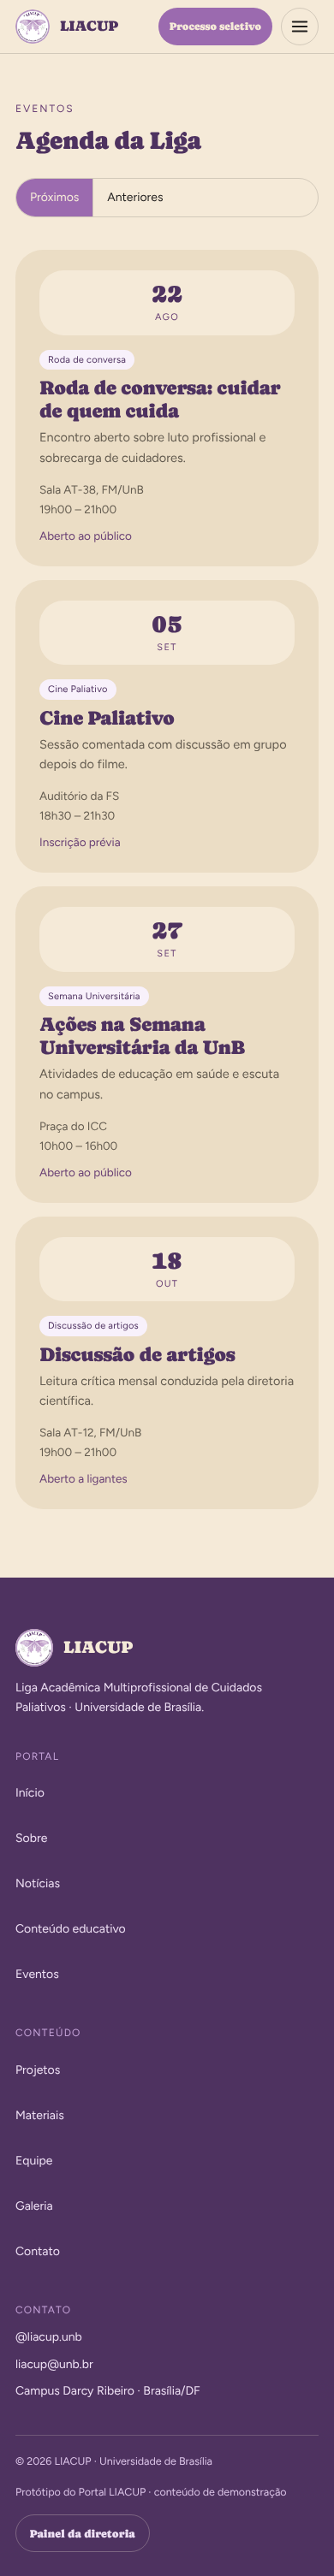 LIACUP
Processo seletivo
EVENTOS
Agenda da Liga
Próximos
Anteriores
22
AGO
Roda de conversa
Roda de conversa: cuidar
de quem cuida
Encontro aberto sobre luto profissional e
sobrecarga de cuidadores.
Sala AT-38, FM/UnB
19h00 – 21h00
Aberto ao público
05
SET
Cine Paliativo
Cine Paliativo
Sessão comentada com discussão em grupo
depois do filme.
Auditório da FS
18h30 – 21h30
Inscrição prévia
27
SET
Semana Universitária
Ações na Semana
Universitária da UnB
Atividades de educação em saúde e escuta
no campus.
Praça do ICC
10h00 – 16h00
Aberto ao público
18
OUT
Discussão de artigos
Discussão de artigos
Leitura crítica mensal conduzida pela diretoria
científica.
Sala AT-12, FM/UnB
19h00 – 21h00
Aberto a ligantes
LIACUP
Liga Acadêmica Multiprofissional de Cuidados
Paliativos · Universidade de Brasília.
PORTAL
Início
Sobre
Notícias
Conteúdo educativo
Eventos
CONTEÚDO
Projetos
Materiais
Equipe
Galeria
Contato
CONTATO
@liacup.unb
liacup@unb.br
Campus Darcy Ribeiro · Brasília/DF
© 2026 LIACUP · Universidade de Brasília
Protótipo do Portal LIACUP · conteúdo de demonstração
Painel da diretoria